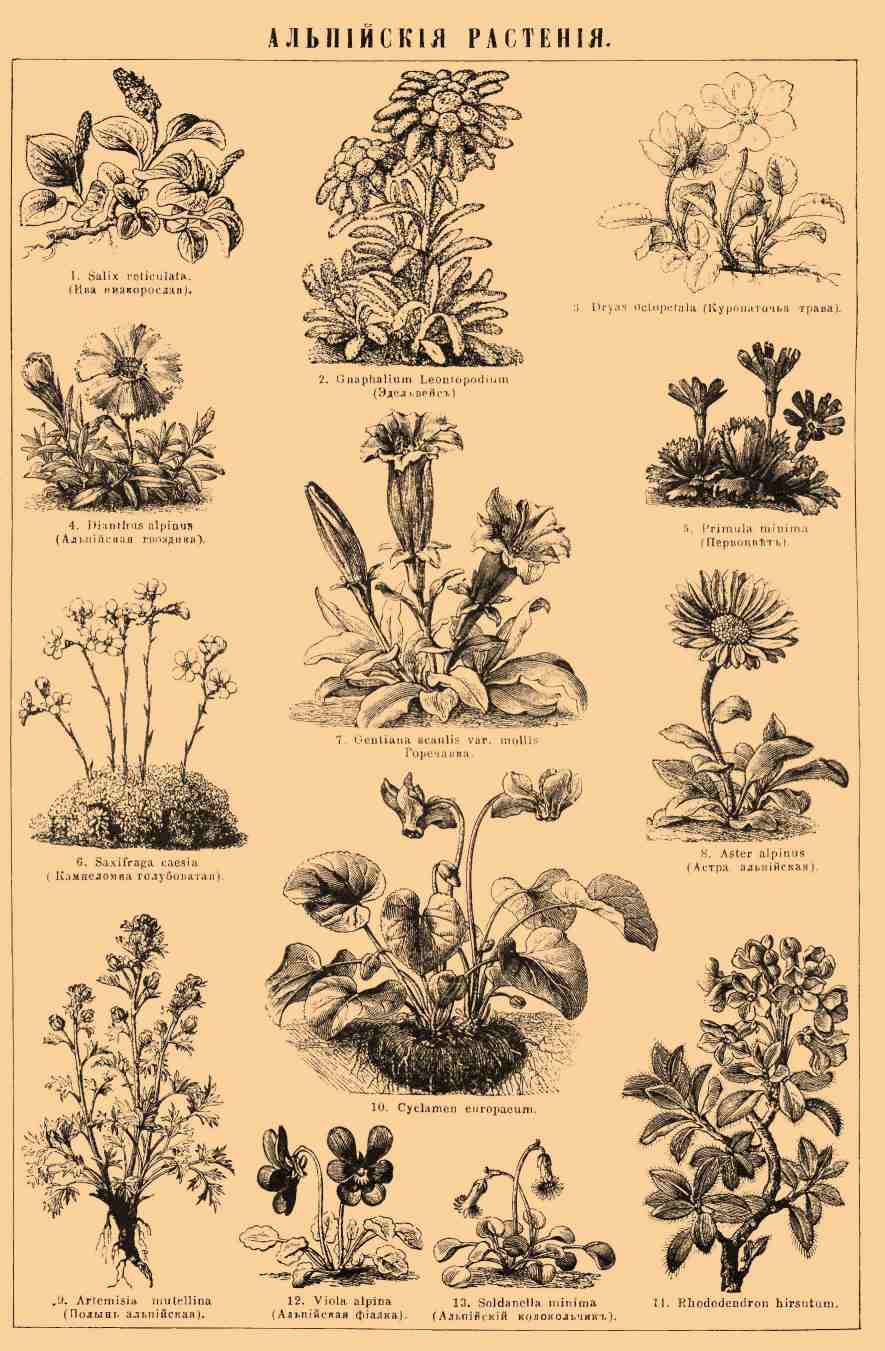 АЛЬПІЙСКІЯ РАСТЕНІЯ.
1. Salix reticulata.
(Ива низкорослая).
2. Gnaphalium Leontopodium
(Эдельвейсъ)
3. Dryas octopetala (Куропаточья трава).
4. Dianthus alpinus
(Альпійская гвоздика).
5. Primula minima
(Первоцвѣтъ).
6. Saxifraga caesia
(Камнеломка голубоватая).
7. Gentiana acaulis var. mollis
Горечавка.
8. Aster alpinus
(Астра альпійская).
9. Artemisia mutellina
(Полынь альпійская).
10. Cyclamen europaeum.
12. Viola alpina
(Альпійская фіалка).
13. Soldanella minima
(Альпійскій колокольчикъ).
11. Rhododendron hirsutum.